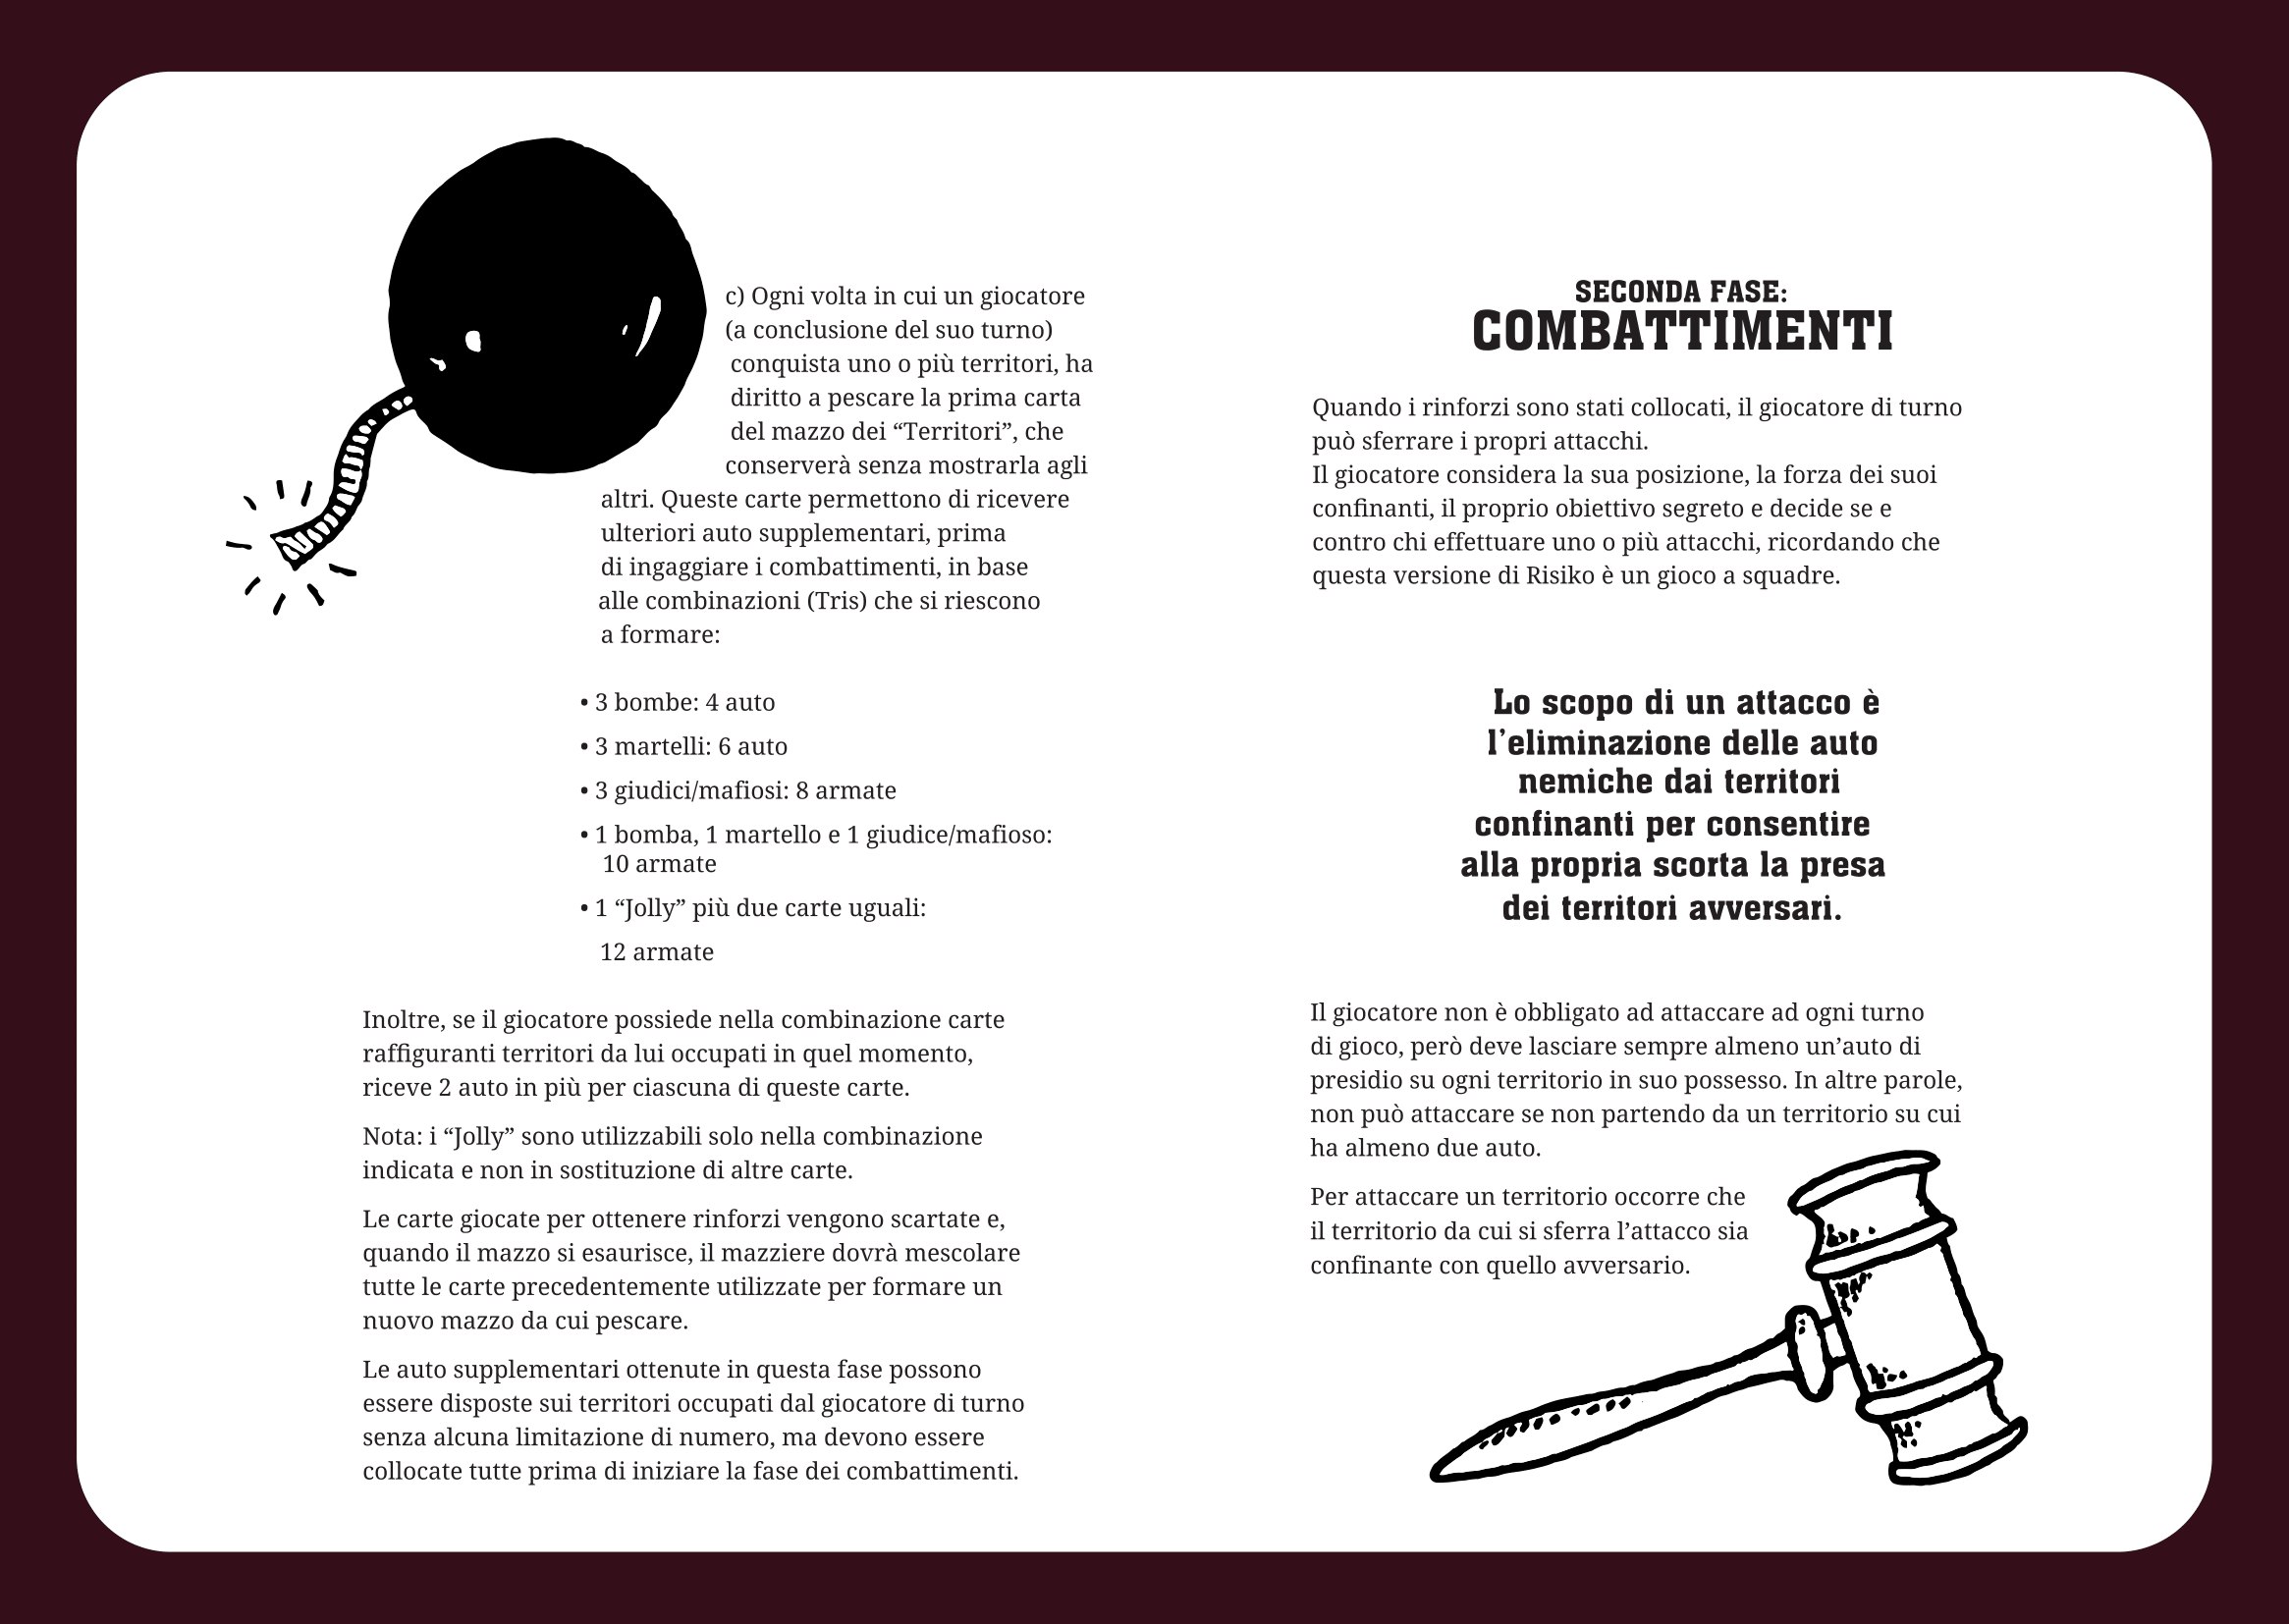 c) Ogni volta in cui un giocatore
(a conclusione del suo turno)
conquista uno o più territori, ha
diritto a pescare la prima carta
del mazzo dei “Territori”, che
conserverà senza mostrarla agli
altri. Queste carte permettono di ricevere
ulteriori auto supplementari, prima
di ingaggiare i combattimenti, in base
alle combinazioni (Tris) che si riescono
a formare:
• 3 bombe: 4 auto
• 3 martelli: 6 auto
• 3 giudici/mafiosi: 8 armate
• 1 bomba, 1 martello e 1 giudice/mafioso:
10 armate
• 1 “Jolly” più due carte uguali:
12 armate
Inoltre, se il giocatore possiede nella combinazione carte
raffiguranti territori da lui occupati in quel momento,
riceve 2 auto in più per ciascuna di queste carte.
Nota: i “Jolly” sono utilizzabili solo nella combinazione
indicata e non in sostituzione di altre carte.
Le carte giocate per ottenere rinforzi vengono scartate e,
quando il mazzo si esaurisce, il mazziere dovrà mescolare
tutte le carte precedentemente utilizzate per formare un
nuovo mazzo da cui pescare.
Le auto supplementari ottenute in questa fase possono
essere disposte sui territori occupati dal giocatore di turno
senza alcuna limitazione di numero, ma devono essere
collocate tutte prima di iniziare la fase dei combattimenti.
SECONDA FASE:
COMBATTIMENTI
Quando i rinforzi sono stati collocati, il giocatore di turno
può sferrare i propri attacchi.
Il giocatore considera la sua posizione, la forza dei suoi
confinanti, il proprio obiettivo segreto e decide se e
contro chi effettuare uno o più attacchi, ricordando che
questa versione di Risiko è un gioco a squadre.
Lo scopo di un attacco è
l’eliminazione delle auto
nemiche dai territori
confinanti per consentire
alla propria scorta la presa
dei territori avversari.
Il giocatore non è obbligato ad attaccare ad ogni turno
di gioco, però deve lasciare sempre almeno un’auto di
presidio su ogni territorio in suo possesso. In altre parole,
non può attaccare se non partendo da un territorio su cui
ha almeno due auto.
Per attaccare un territorio occorre che
il territorio da cui si sferra l’attacco sia
confinante con quello avversario.